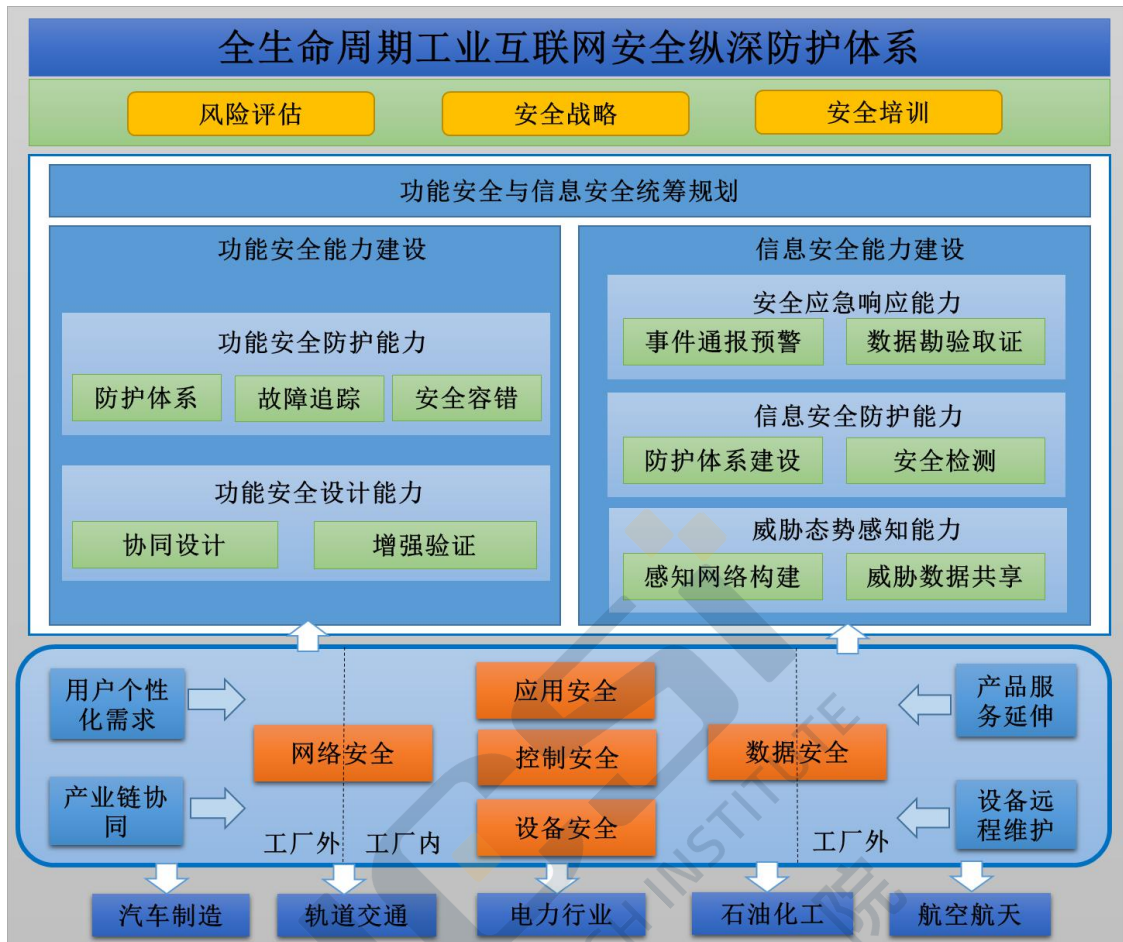 全生命周期工业互联网安全纵深防护体系
风险评估
安全战略
安全培训
功能安全与信息安全统筹规划
功能安全能力建设
功能安全防护能力
防护体系
故障追踪
安全容错
功能安全设计能力
协同设计
增强验证
信息安全能力建设
安全应急响应能力
事件通报预警
数据勘验取证
信息安全防护能力
防护体系建设
安全检测
威胁态势感知能力
感知网络构建
威胁数据共享
用户个性
化需求
产业链协
同
网络安全
工厂外
工厂内
应用安全
控制安全
设备安全
数据安全
工厂外
产品服
务延伸
设备远
程维护
汽车制造
轨道交通
电力行业
石油化工
航空航天
INSTITUTE
院